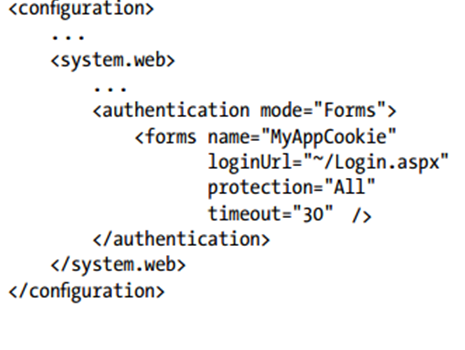 <configuration>
...
<system.web>
...
<authentication mode="Forms">
<forms name="MyAppCookie"
loginUrl="~/Login.aspx"
protection="All"
timeout="30" />
</authentication>
</system.web>
</configuration>